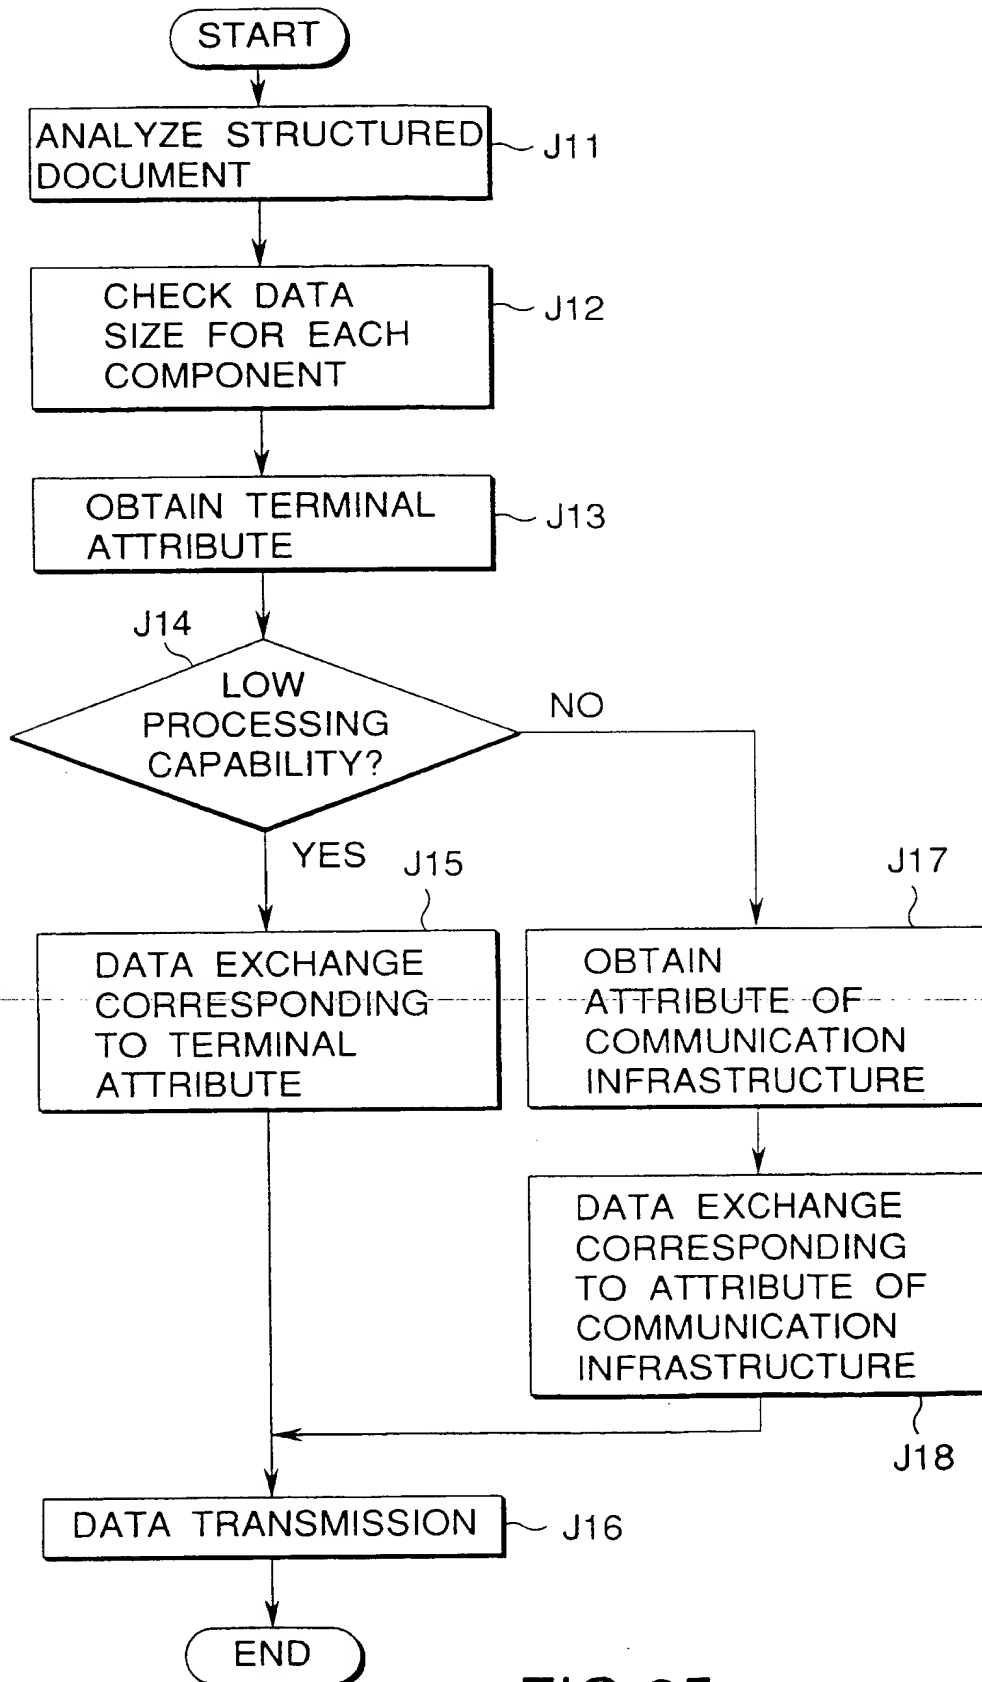 START
ANALYZE STRUCTURED
DOCUMENT
J11
CHECK DATA
SIZE FOR EACH
COMPONENT
J12
OBTAIN TERMINAL
ATTRIBUTE
J13
J14
LOW
PROCESSING
CAPABILITY?
NO
YES
J15
DATA EXCHANGE
CORRESPONDING
TO TERMINAL
ATTRIBUTE
J17
OBTAIN
ATTRIBUTE OF
COMMUNICATION
INFRASTRUCTURE
DATA EXCHANGE
CORRESPONDING
TO ATTRIBUTE OF
COMMUNICATION
INFRASTRUCTURE
J18
DATA TRANSMISSION
J16
END